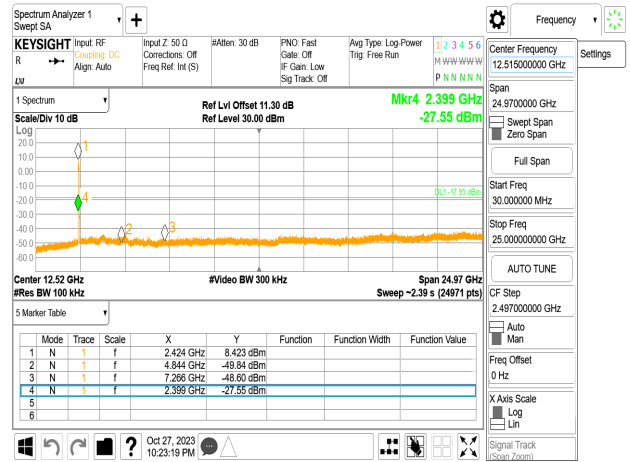 Spectrum Analyzer 1
Swept SA
Frequency
KEYSIGHT
R
Input: RF
Coupling: DC
Align: Auto
Input Z: 50 Ω
Corrections: Off
Freq Ref: Int (S)
#Atten: 30 dB
PNO: Fast
Gate: Off
IF Gain: Low
Sig Track: Off
Avg Type: Log-Power
Trig: Free Run
1 2 3 4 5 6
M W W W W W
P N N N N N
1 Spectrum
Scale/Div 10 dB
Ref Lvl Offset 11.30 dB
Ref Level 30.00 dBm
Mkr4 2.399 GHz
-27.55 dBm
Log
20.0
10.0
0.00
-10.0
-20.0
-30.0
-40.0
-50.0
-60.0
1
4
2
3
DL1 -17.95 dBm
Center 12.52 GHz
#Res BW 100 kHz
#Video BW 300 kHz
Span 24.97 GHz
Sweep ~2.39 s (24971 pts)
5 Marker Table
Mode Trace Scale X Y Function Function Width Function Value
1 N 1 f 2.424 GHz 8.423 dBm
2 N 1 f 4.844 GHz -49.84 dBm
3 N 1 f 7.266 GHz -48.60 dBm
4 N 1 f 2.399 GHz -27.55 dBm
5
6
?
Oct 27, 2023
10:23:19 PM
Center Frequency
12.515000000 GHz
Settings
Span
24.9700000 GHz
Swept Span
Zero Span
Full Span
Start Freq
30.000000 MHz
Stop Freq
25.000000000 GHz
AUTO TUNE
CF Step
2.497000000 GHz
Auto
Man
Freq Offset
0 Hz
X Axis Scale
Log
Lin
Signal Track
(Span Zoom)